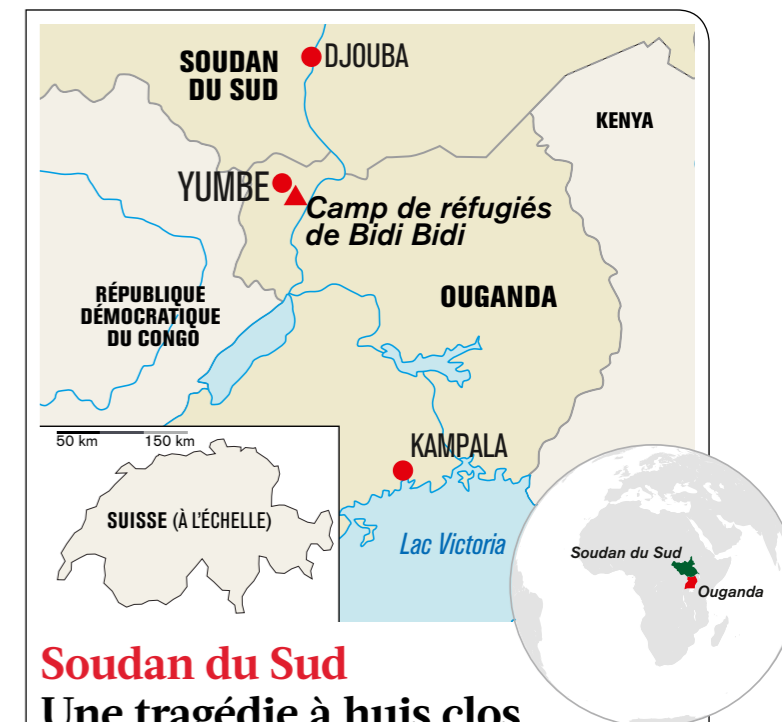 SOUDAN
DU SUD
DJOUBA
KENYA
YUMBE
Camp de réfugiés
de Bidi Bidi
RÉPUBLIQUE
DÉMOCRATIQUE
DU CONGO
OUGANDA
50 km 150 km
KAMPALA
SUISSE (À L'ÉCHELLE)
Lac Victoria
Soudan du Sud
Ouganda
Soudan du Sud
Une tragédie à huis clos